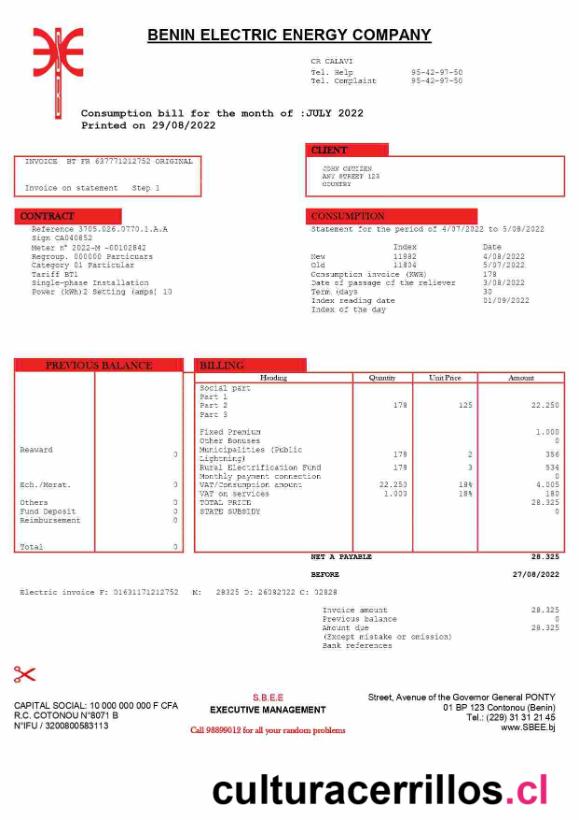 BENIN ELECTRIC ENERGY COMPANY
CR CALAVI
Tel. Help 95-42-97-50
Tel. Complaint 95-42-97-50
Consumption bill for the month of :JULY 2022
Printed on 29/08/2022
INVOICE BT FR 637771212752 ORIGINAL
Invoice on statement Step 1
CLIENT
JOHN CITIZEN
ANY STREET 123
COUNTRY
CONTRACT
Reference 3705.026.0770.1.A.A
Sign CA040852
Meter n° 2022-M -00102842
Regroup. 000000 Particuars
Category 01 Particular
Tariff BT1
Single-phase Installation
Power (kWh)2 Setting (amps) 10
CONSUMPTION
Statement for the period of 4/07/2022 to 5/08/2022
Index Date
New 11982 4/08/2022
Old 11804 5/07/2022
Consumption invoice (KWH) 178
Date of passage of the reliever 3/08/2022
Term (days 30
Index reading date 01/09/2022
Index of the day
PREVIOUS BALANCE
Reaward 0
Ech./Morat. 0
Others 0
Fund Deposit 0
Reimbursement 0
Total 0
BILLING
Heading Quantity Unit Price Amount
Social part
Part 1
Part 2 178 125 22.250
Part 3
Fixed Premium 1.000
Other Bonuses 0
Municipalities (Public
Lightning) 178 2 356
Rural Electrification Fund 178 3 534
Monthly payment connection 0
VAT/Consumption amount 22.250 18% 4.005
VAT on services 1.000 18% 180
TOTAL PRICE 28.325
STATE SUBSIDY 0
NET A PAYABLE 28.325
BEFORE 27/08/2022
Electric invoice F: 01631171212752 M: 28325 D: 26082022 C: 02828
Invoice amount 28.325
Previous balance 0
Amount due 28.325
(Except mistake or omission)
Bank references
CAPITAL SOCIAL: 10 000 000 000 F CFA
R.C. COTONOU N°8071 B
N°IFU / 3200800583113
S.B.E.E
EXECUTIVE MANAGEMENT
Call 98899012 for all your random problems
Street, Avenue of the Governor General PONTY
01 BP 123 Contonou (Benin)
Tel.: (229) 31 31 21 45
www.SBEE.bj
culturacerrillos.cl